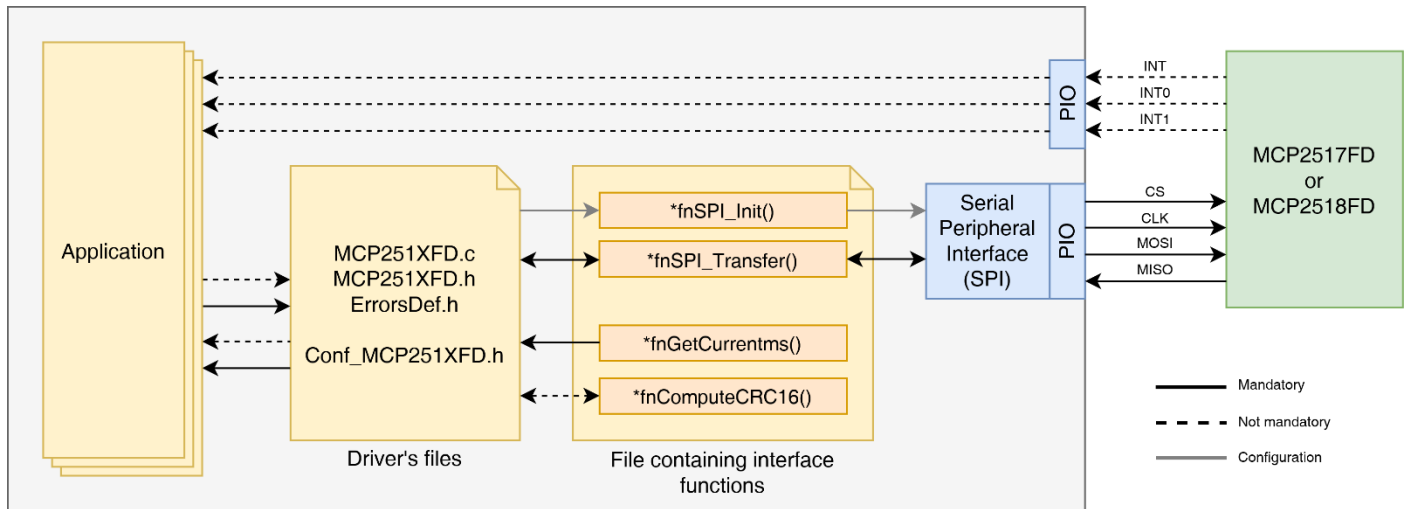 INT
INT0
INT1
PIO
MCP2517FD
or
MCP2518FD
Application
MCP251XFD.c
MCP251XFD.h
ErrorsDef.h
Conf_MCP251XFD.h
Driver's files
*fnSPI_Init()
*fnSPI_Transfer()
*fnGetCurrentms()
*fnComputeCRC16()
File containing interface
functions
Serial
Peripheral
Interface
(SPI)
PIO
CS
CLK
MOSI
MISO
Mandatory
Not mandatory
Configuration